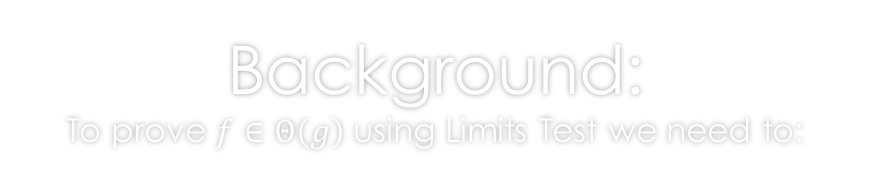 Background:
To prove 𝑓 ∈ Θ(𝑔) using Limits Test we need to: